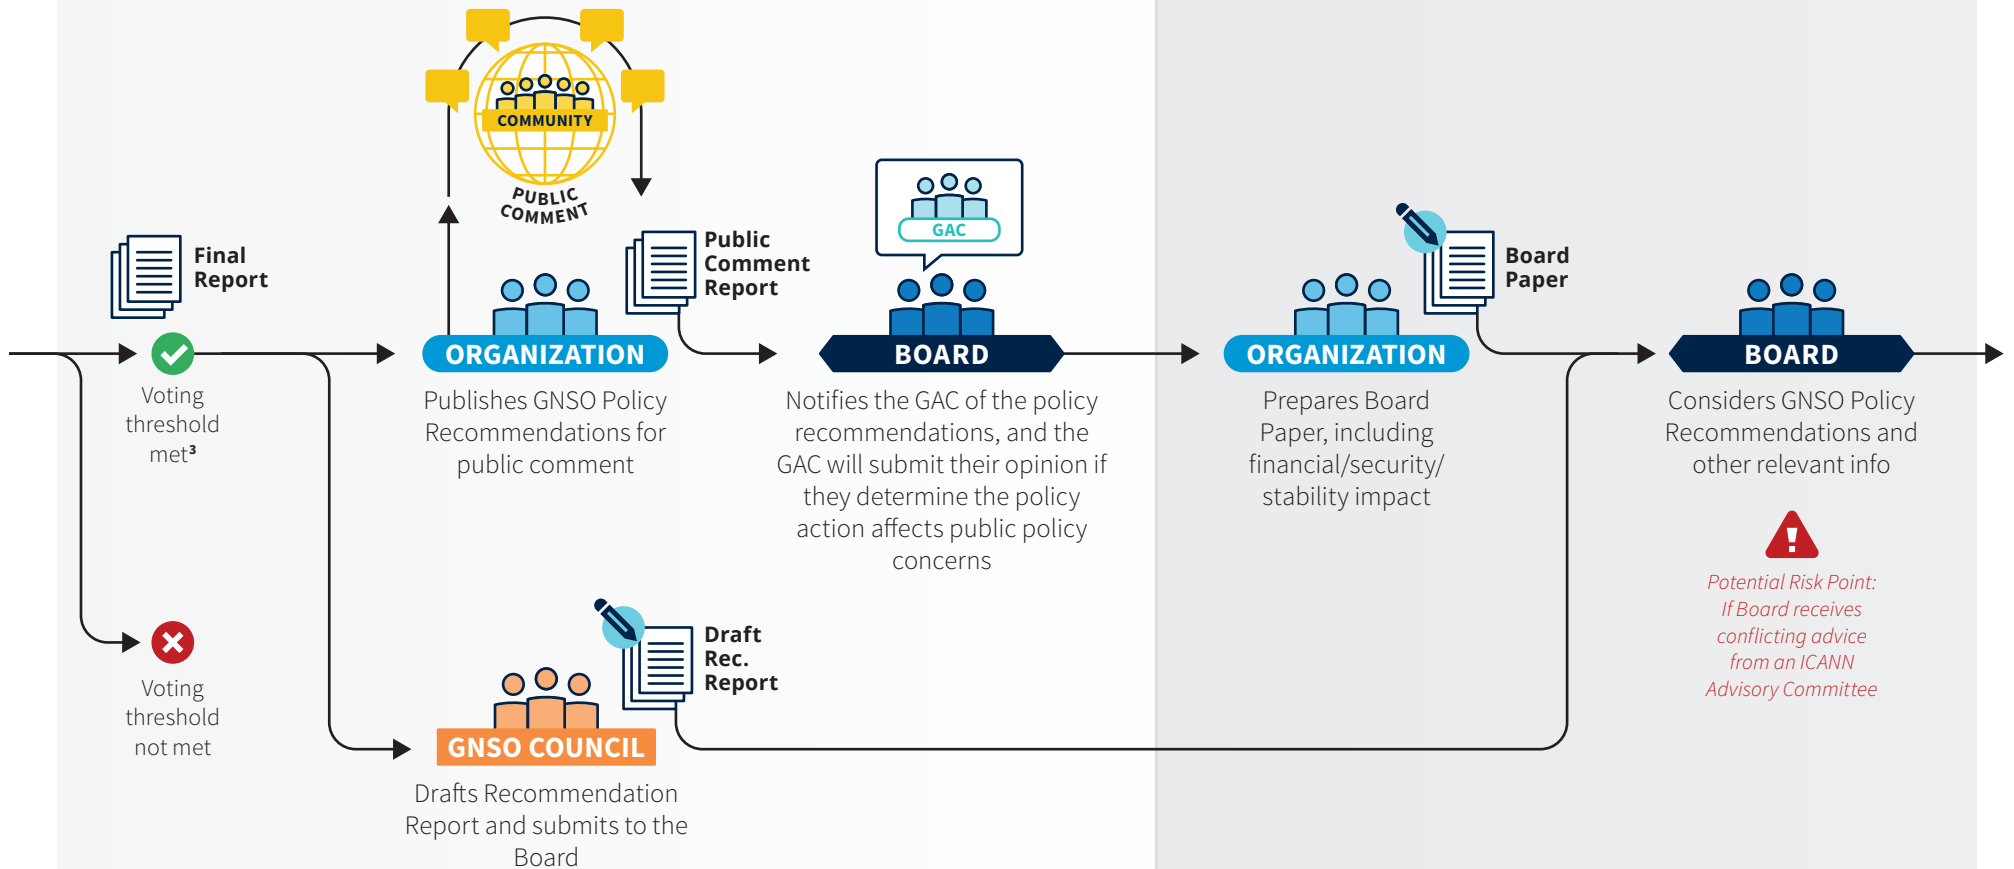 COMMUNITY
PUBLIC
COMMENT
Final
Report
Voting
threshold
met³
Voting
threshold
not met
ORGANIZATION
Publishes GNSO Policy
Recommendations for
public comment
Public
Comment
Report
GAC
BOARD
Notifies the GAC of the policy
recommendations, and the
GAC will submit their opinion if
they determine the policy
action affects public policy
concerns
GNSO COUNCIL
Drafts Recommendation
Report and submits to the
Board
Draft
Rec.
Report
ORGANIZATION
Prepares Board
Paper, including
financial/security/
stability impact
Board
Paper
BOARD
Considers GNSO Policy
Recommendations and
other relevant info
Potential Risk Point:
If Board receives
conflicting advice
from an ICANN
Advisory Committee